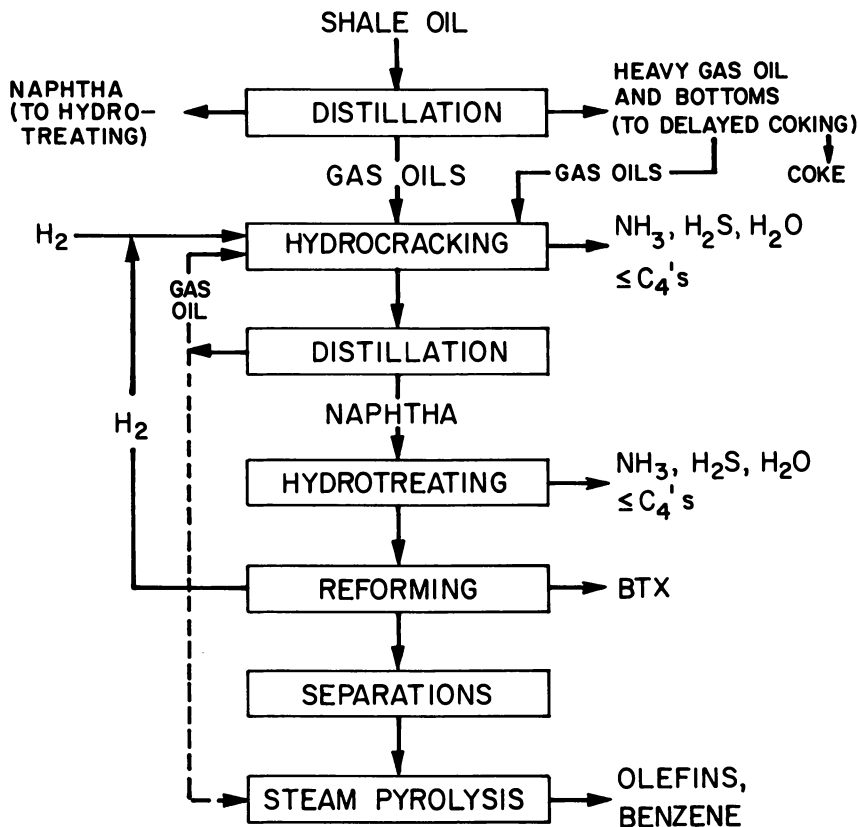 SHALE OIL
NAPHTHA
(TO HYDRO-
TREATING)
DISTILLATION
HEAVY GAS OIL
AND BOTTOMS
(TO DELAYED COKING)
GAS OILS
GAS OILS
COKE
H₂
HYDROCRACKING
NH₃, H₂S, H₂O
≤C₄'s
GAS
OIL
DISTILLATION
NAPHTHA
H₂
HYDROTREATING
NH₃, H₂S, H₂O
≤C₄'s
REFORMING
BTX
SEPARATIONS
STEAM PYROLYSIS
OLEFINS,
BENZENE